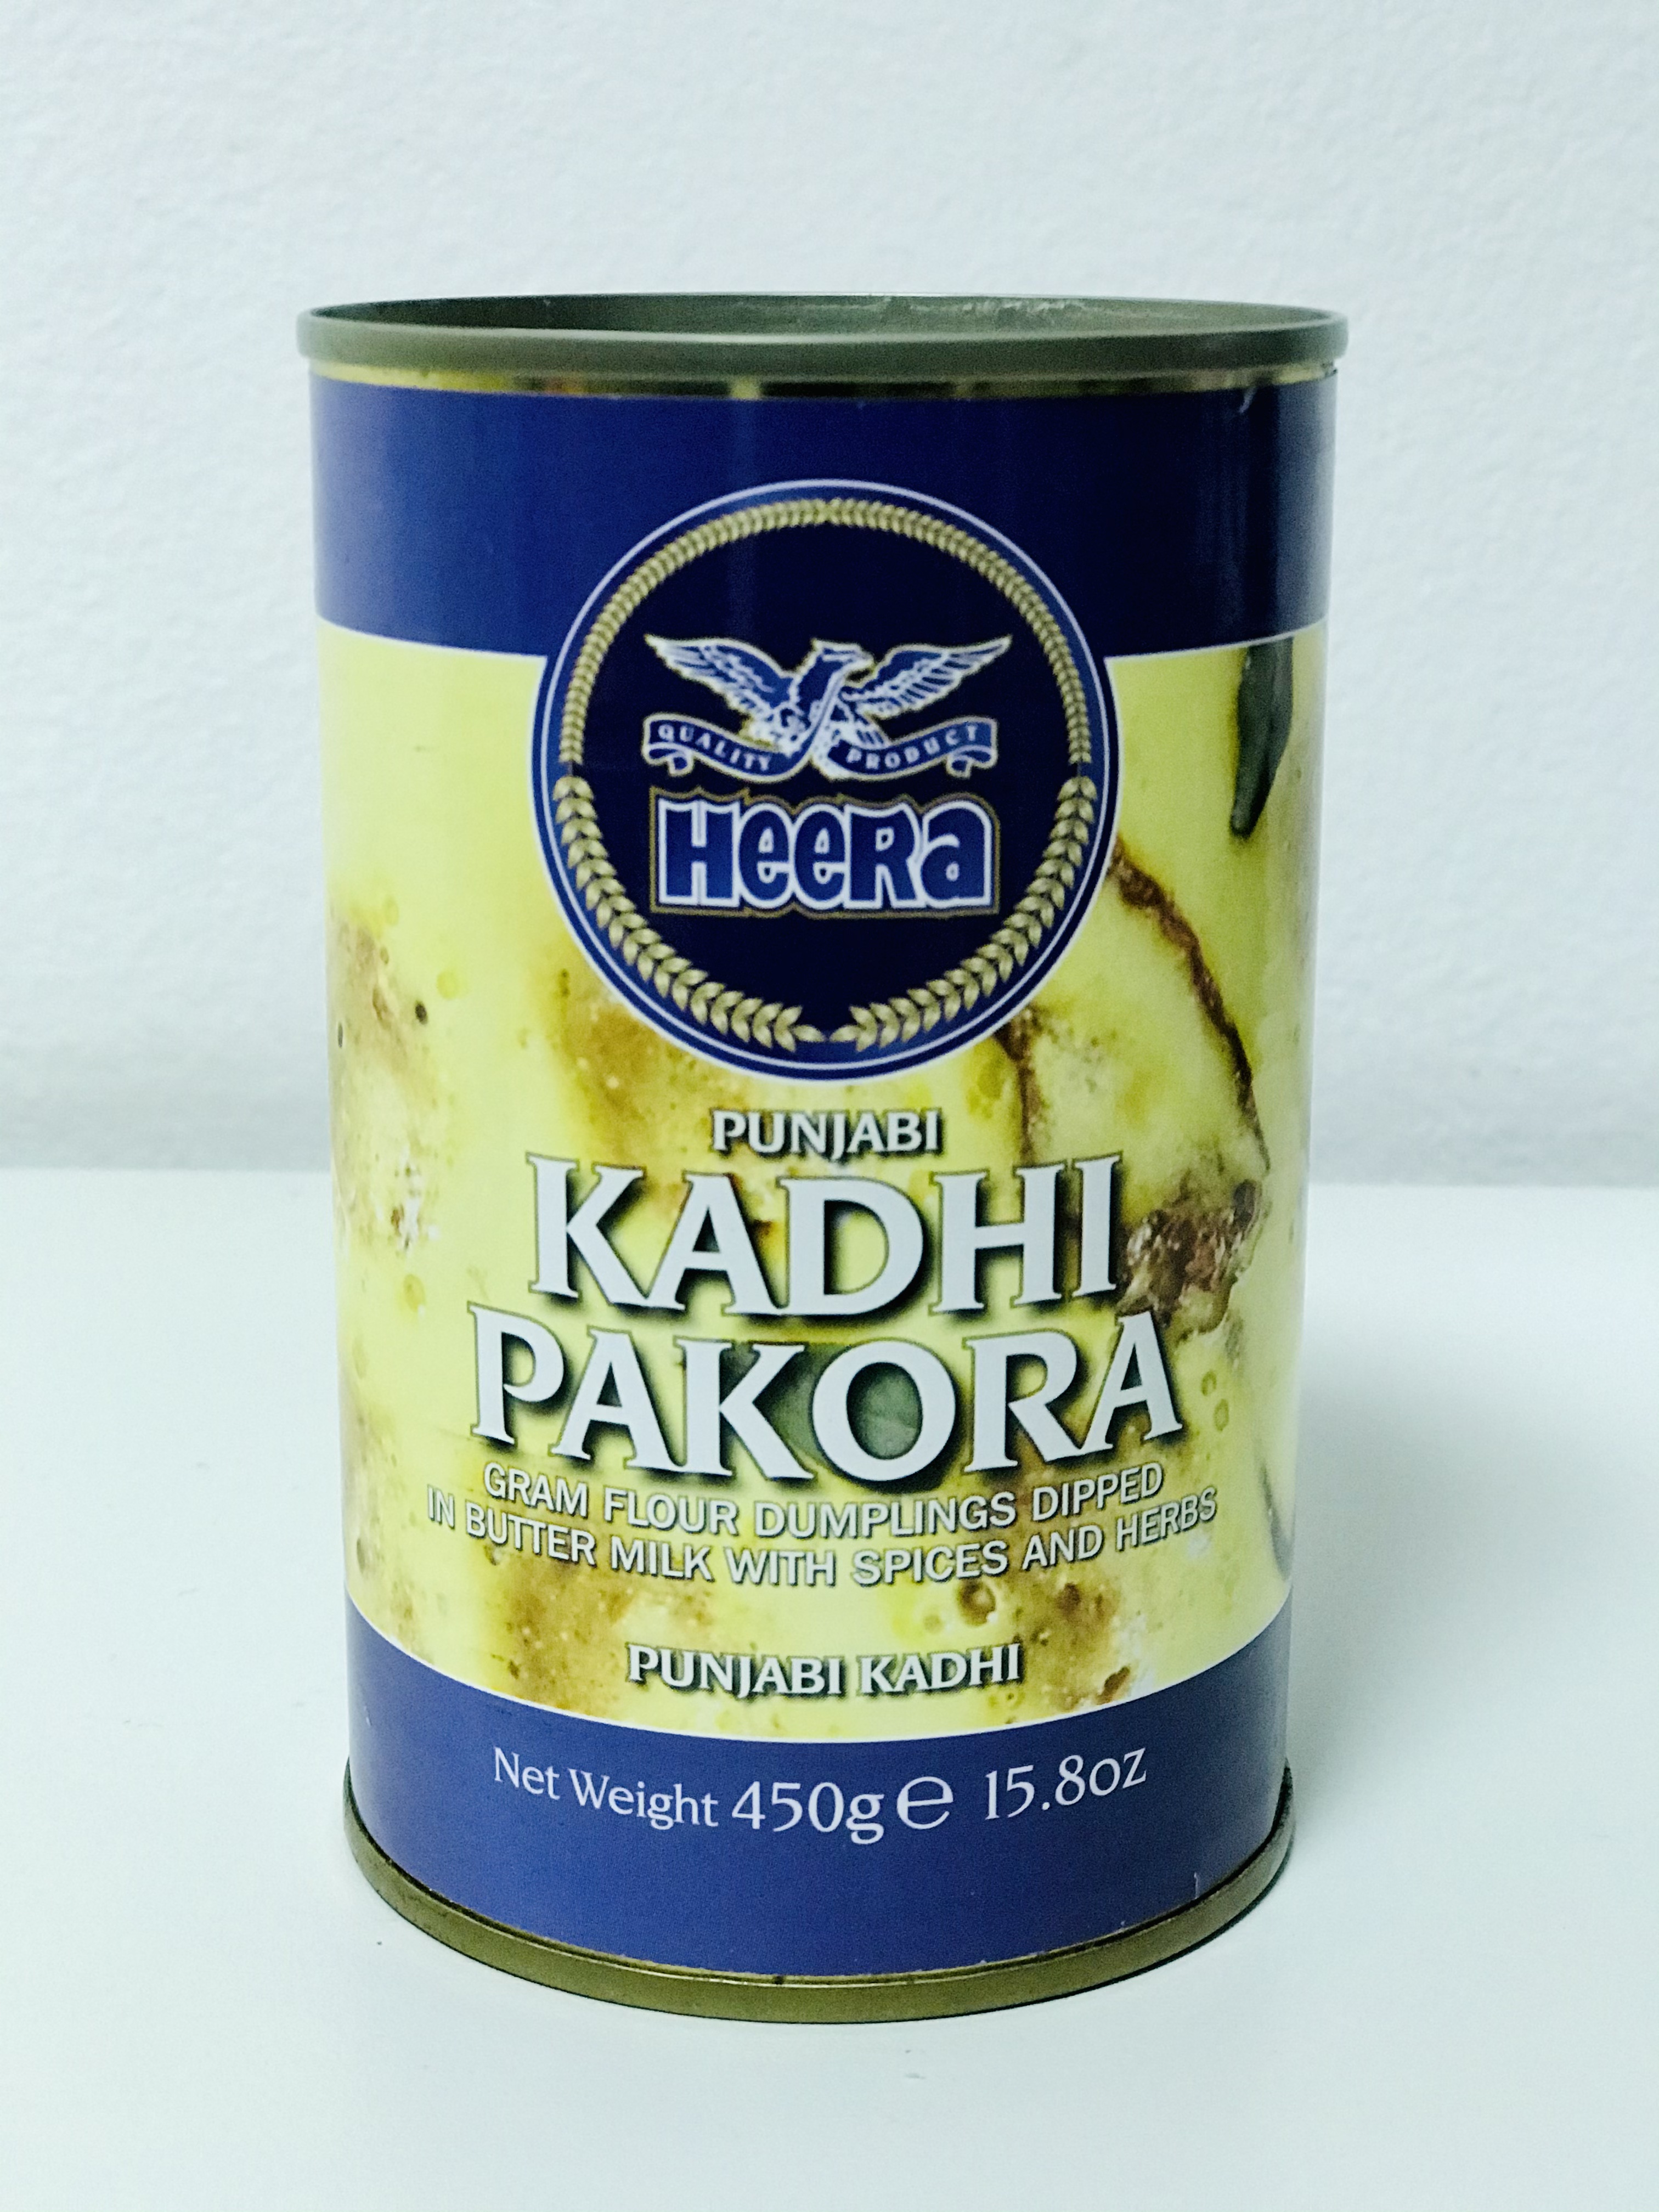 QUALITY PRODUCT
HeeRa
PUNJABI
KADHI
PAKORA
GRAM FLOUR DUMPLINGS DIPPED
IN BUTTER MILK WITH SPICES AND HERBS
PUNJABI KADHI
Net Weight 450g ℮ 15.8oz